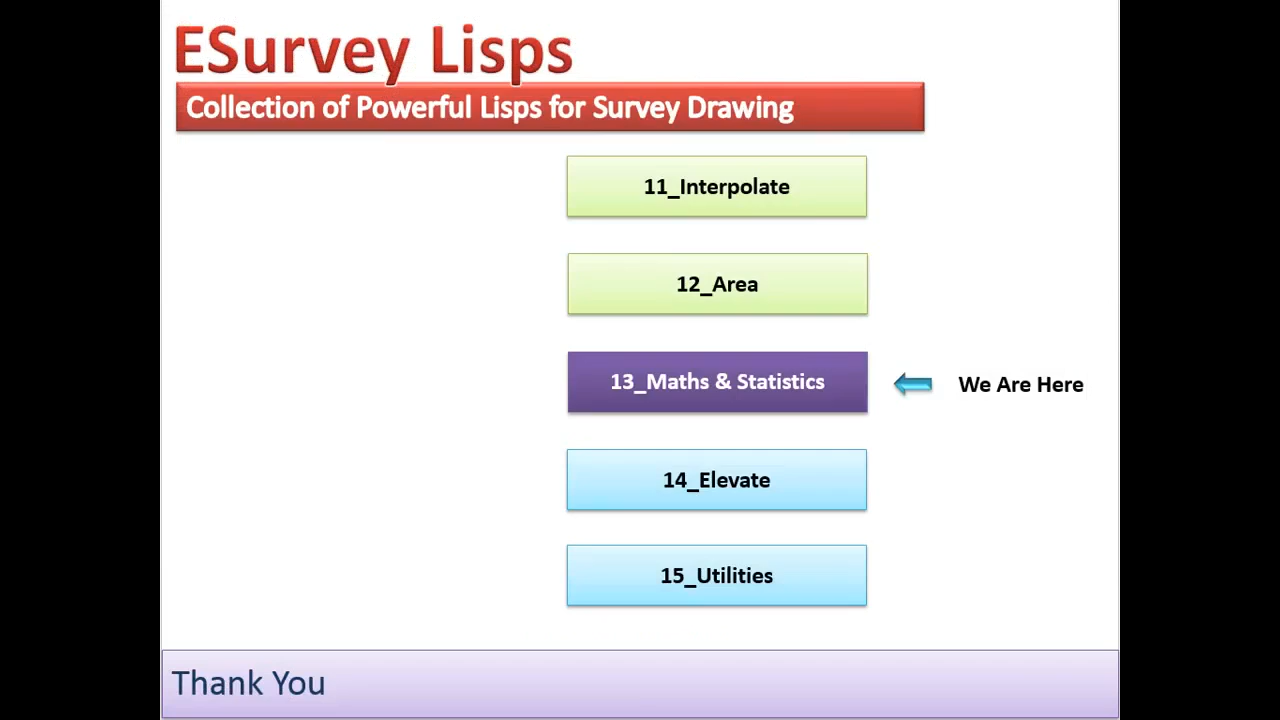 ESurvey Lisps
Collection of Powerful Lisps for Survey Drawing
11_Interpolate
12_Area
13_Maths & Statistics
We Are Here
14_Elevate
15_Utilities
Thank You